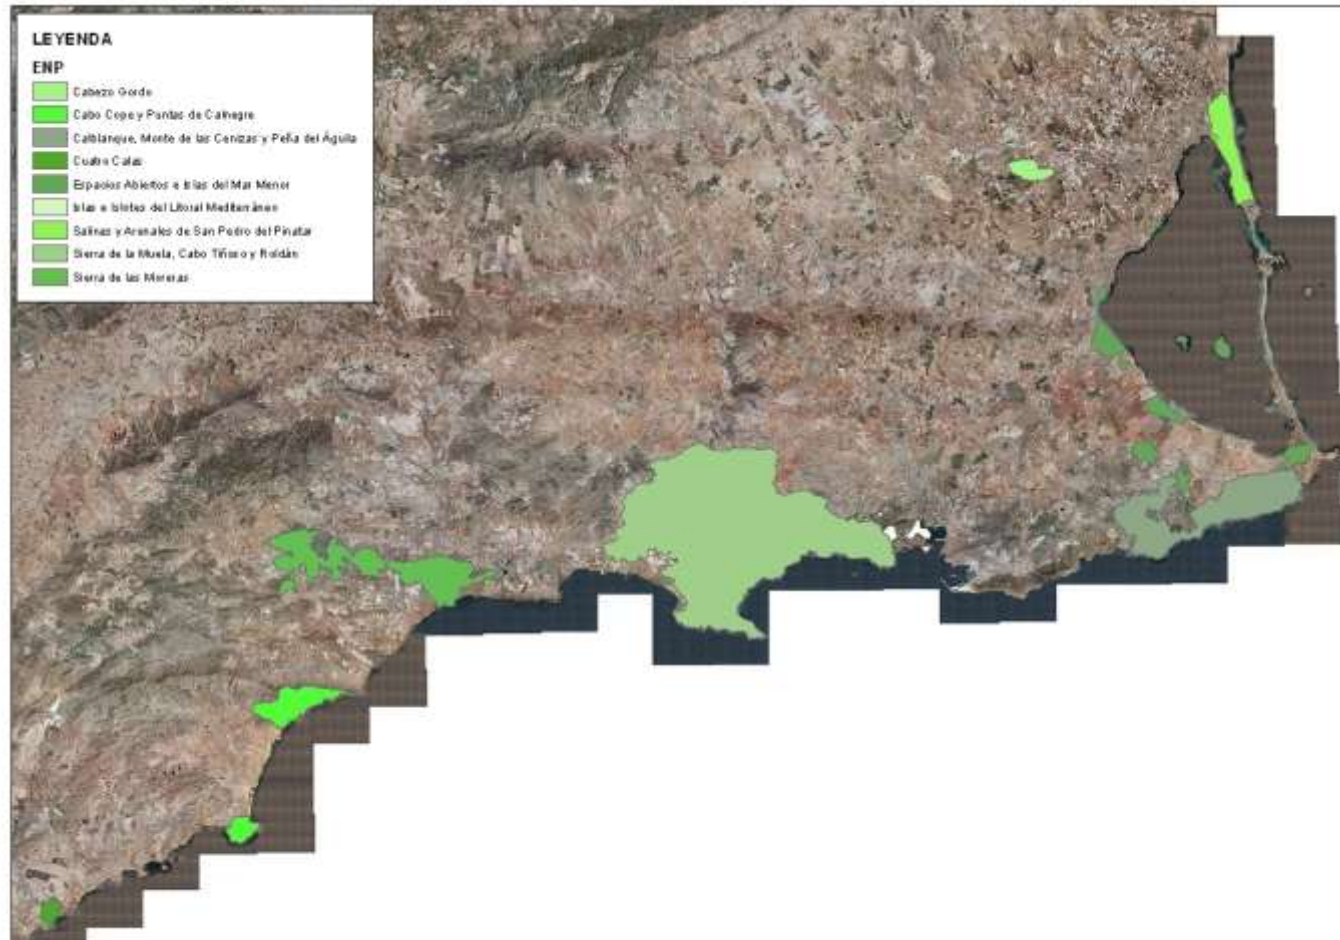 LEYENDA
ENP
Cabezo Gordo
Cabo Cope y Puntas de Calnegre
Calblanque, Monte de las Cenizas y Peña del Águila
Cuatro Calas
Espacios Abiertos e Islas del Mar Menor
Islas e Islotes del Litoral Mediterráneo
Salinas y Arenales de San Pedro del Pinatar
Sierra de la Muela, Cabo Tiñoso y Roldán
Sierra de las Moreras